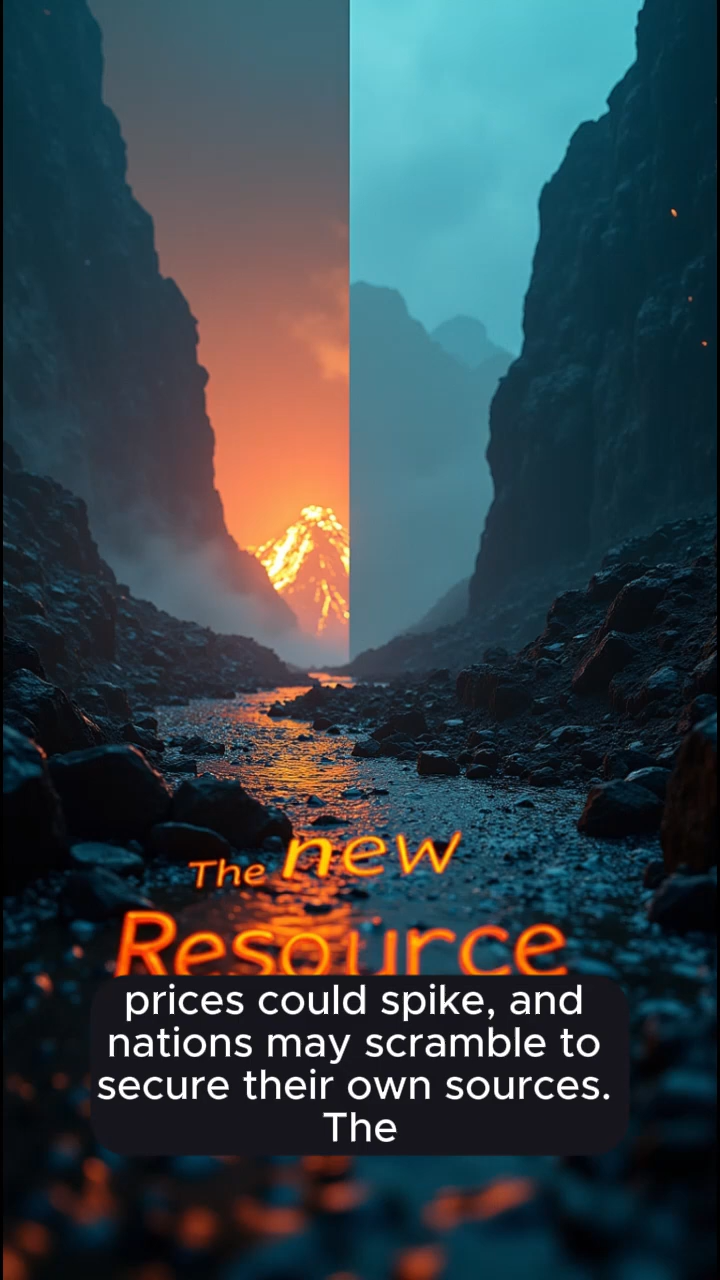 The new
Resource
prices could spike, and
nations may scramble to
secure their own sources.
The